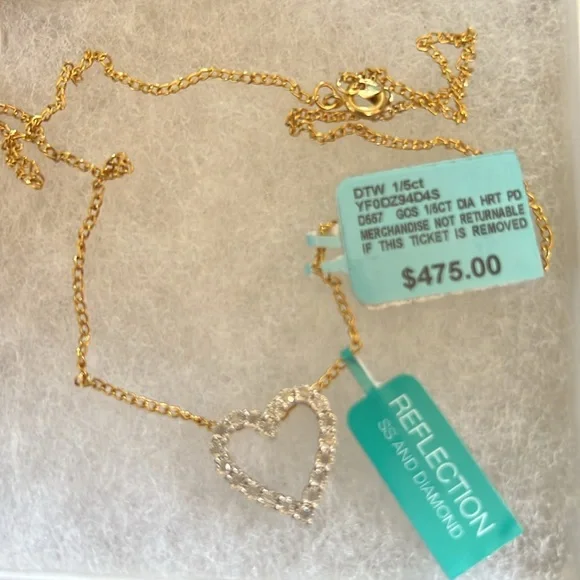 DTW 1/5ct
YF0DZ94D4S
D557 GOS 1/5CT DIA HRT PD
MERCHANDISE NOT RETURNABLE
IF THIS TICKET IS REMOVED
$475.00
REFLECTION
SS AND DIAMOND